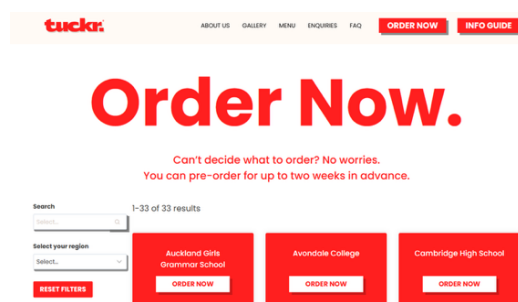 tuckr.
ABOUT US GALLERY MENU ENQUIRIES FAQ ORDER NOW INFO GUIDE
Order Now.
Can't decide what to order? No worries.
You can pre-order for up to two weeks in advance.
Search
1-33 of 33 results
Select...
Select your region
Select...
RESET FILTERS
Auckland Girls
Grammar School
ORDER NOW
Avondale College
ORDER NOW
Cambridge High School
ORDER NOW